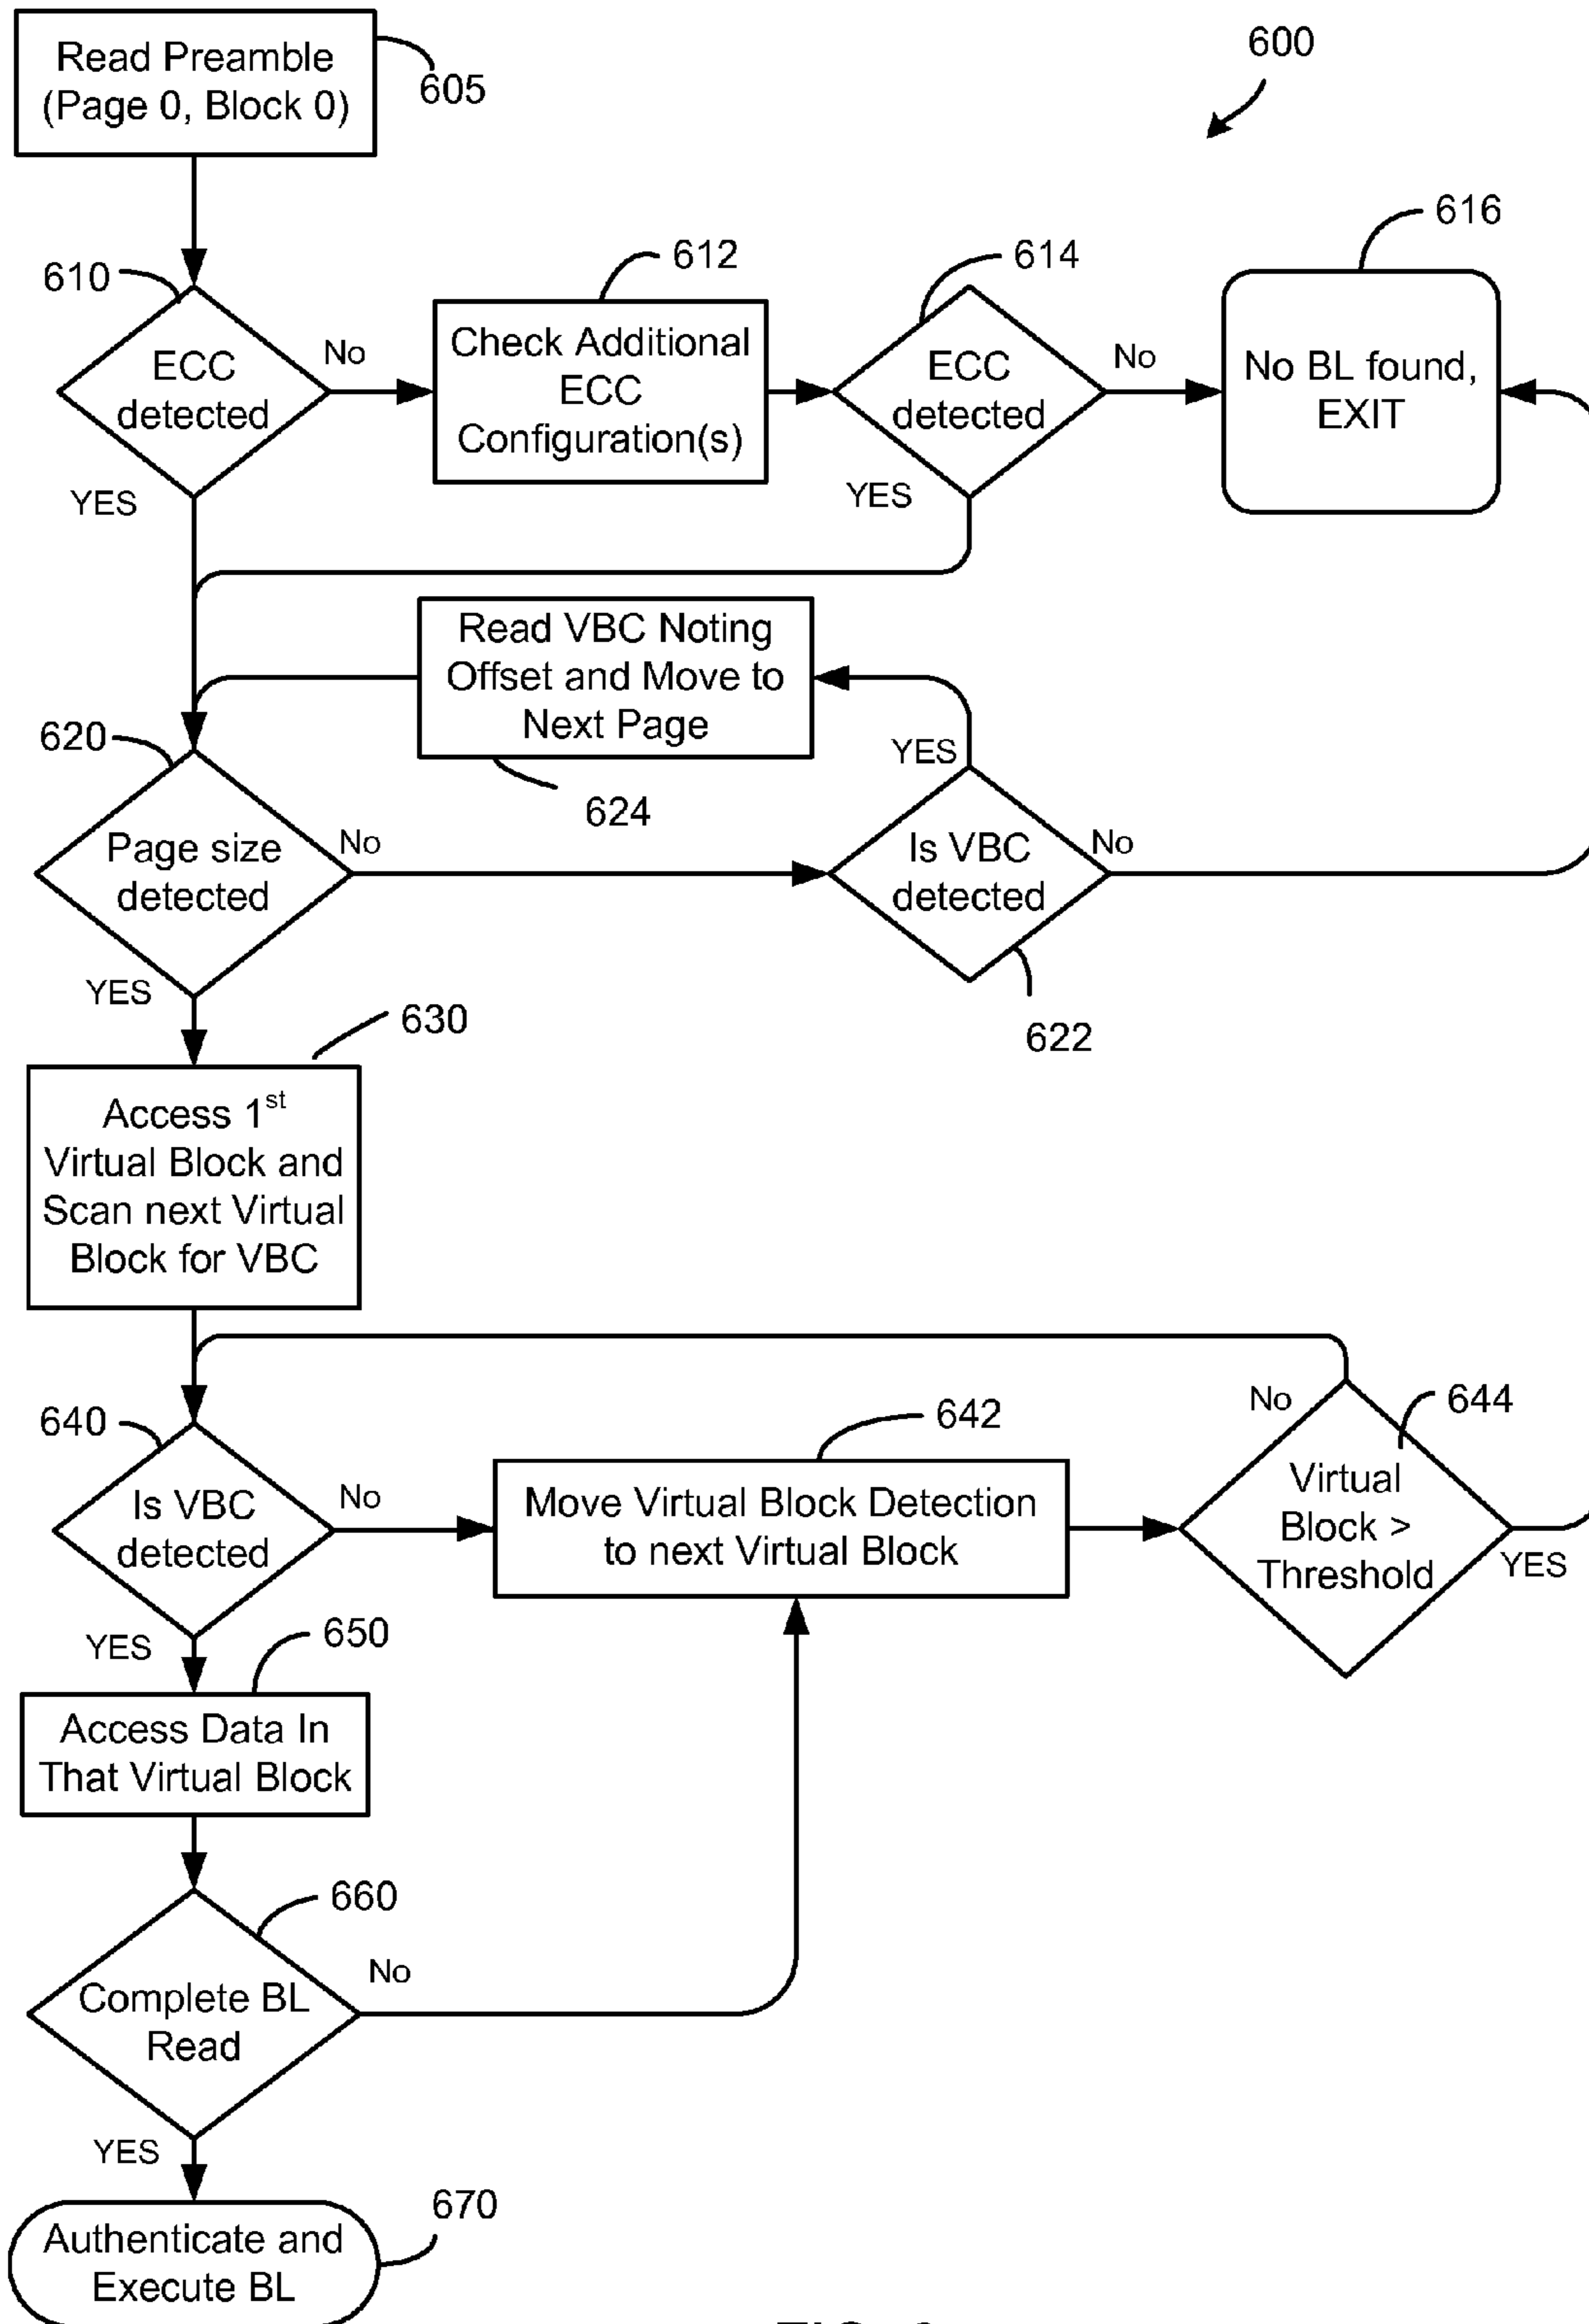 Read Preamble
(Page 0, Block 0)
605
600
610
ECC
detected
No
YES
612
Check Additional
ECC
Configuration(s)
614
ECC
detected
No
YES
616
No BL found,
EXIT
Read VBC Noting
Offset and Move to
Next Page
624
620
Page size
detected
No
YES
YES
Is VBC
detected
No
622
630
Access 1st
Virtual Block and
Scan next Virtual
Block for VBC
640
Is VBC
detected
No
YES
642
Move Virtual Block Detection
to next Virtual Block
No
644
Virtual
Block >
Threshold
YES
650
Access Data In
That Virtual Block
660
Complete BL
Read
No
YES
670
Authenticate and
Execute BL